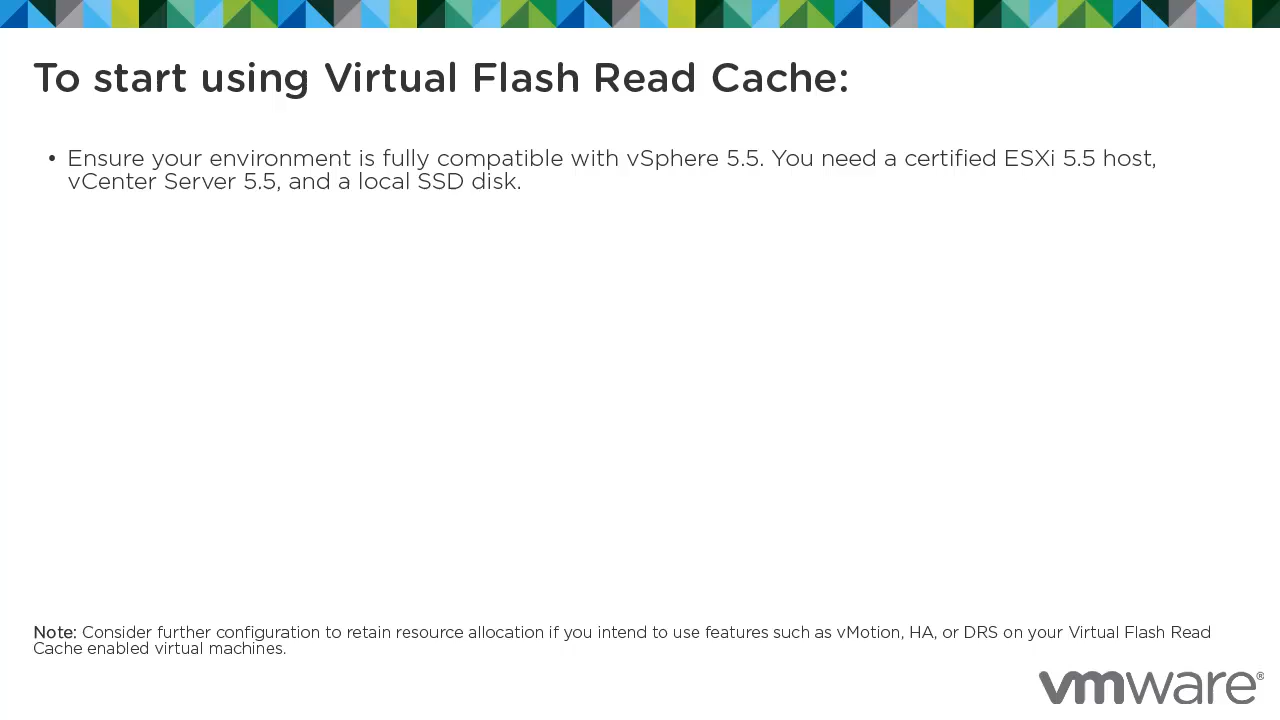 To start using Virtual Flash Read Cache:
• Ensure your environment is fully compatible with vSphere 5.5. You need a certified ESXi 5.5 host,
vCenter Server 5.5, and a local SSD disk.
Note: Consider further configuration to retain resource allocation if you intend to use features such as vMotion, HA, or DRS on your Virtual Flash Read
Cache enabled virtual machines.
vmware®